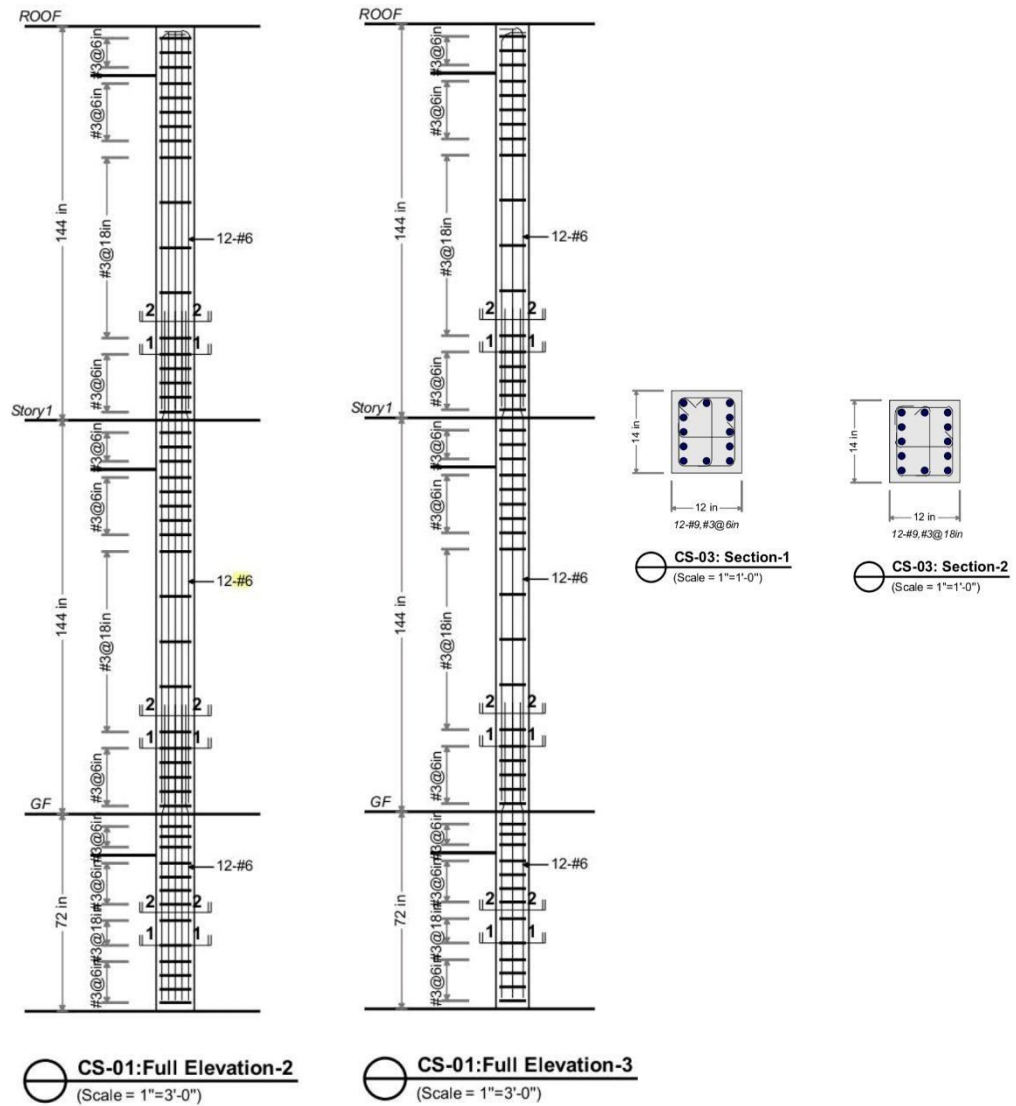 ROOF
#3@6in
#3@6in
144 in
#3@18in
12-#6
2 2
1 1
#3@6in
Story1
#3@6in
#3@6in
144 in
12-#6
#3@18in
2 2
1 1
#3@6in
GF
#3@6in
12-#6
#3@6in
2 2
72 in
#3@18in
1 1
#3@6in
CS-01:Full Elevation-2
(Scale = 1"=3'-0")
ROOF
#3@6in
#3@6in
144 in
#3@18in
12-#6
2 2
1 1
#3@6in
Story1
#3@6in
#3@6in
144 in
12-#6
#3@18in
2 2
1 1
#3@6in
GF
#3@6in
12-#6
#3@6in
2 2
72 in
#3@18in
1 1
#3@6in
CS-01:Full Elevation-3
(Scale = 1"=3'-0")
14 in
12 in
12-#9,#3@6in
CS-03: Section-1
(Scale = 1"=1'-0")
14 in
12 in
12-#9,#3@18in
CS-03: Section-2
(Scale = 1"=1'-0")